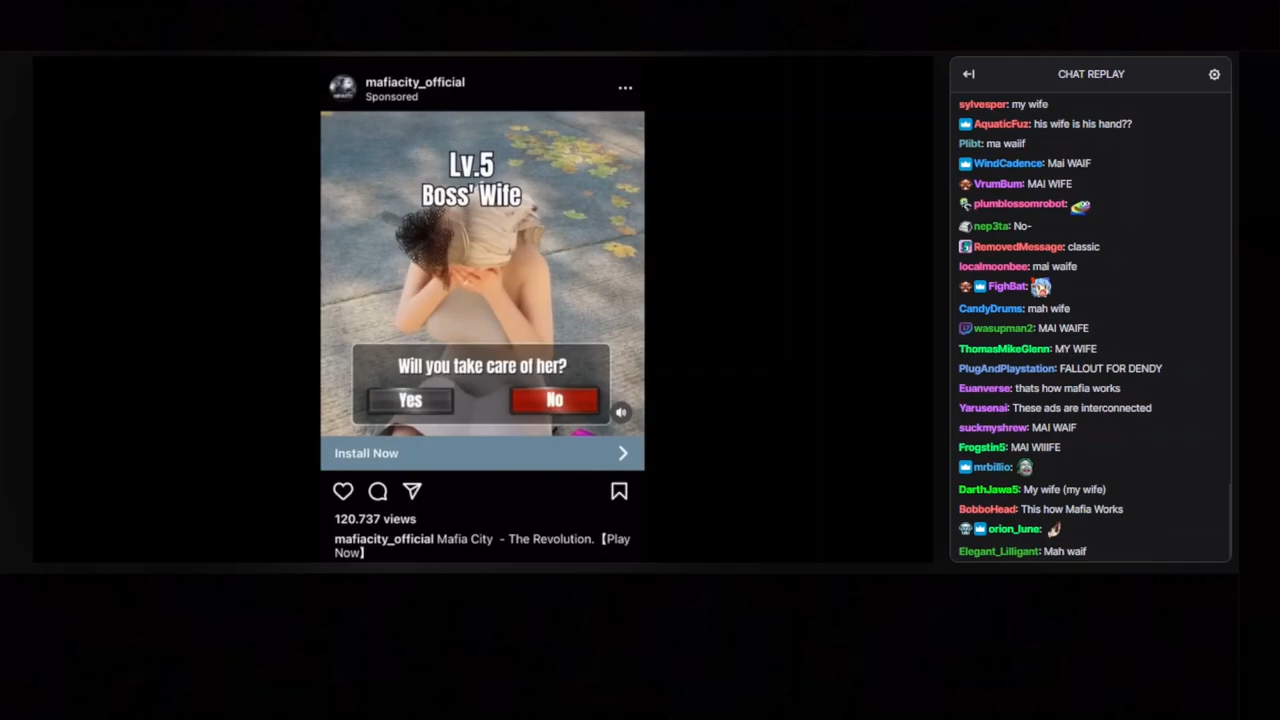 mafiacity_official
Sponsored
Lv.5
Boss' Wife
Will you take care of her?
Yes
No
Install Now
120.737 views
mafiacity_official Mafia City - The Revolution.【Play
Now】
CHAT REPLAY
sylvesper: my wife
AquaticFuz: his wife is his hand??
Plibt: ma waiif
WindCadence: Mai WAIF
VrumBum: MAI WIFE
plumblossomrobot:
nep3ta: No-
RemovedMessage: classic
localmoonbee: mai waife
FighBat:
CandyDrums: mah wife
wasupman2: MAI WAIFE
ThomasMikeGlenn: MY WIFE
PlugAndPlaystation: FALLOUT FOR DENDY
Euanverse: thats how mafia works
Yarusenai: These ads are interconnected
suckmyshrew: MAI WAIF
Frogstin5: MAI WIIIFE
mrbillio:
DarthJawa5: My wife (my wife)
BobboHead: This how Mafia Works
orion_lune:
Elegant_Lilligant: Mah waif